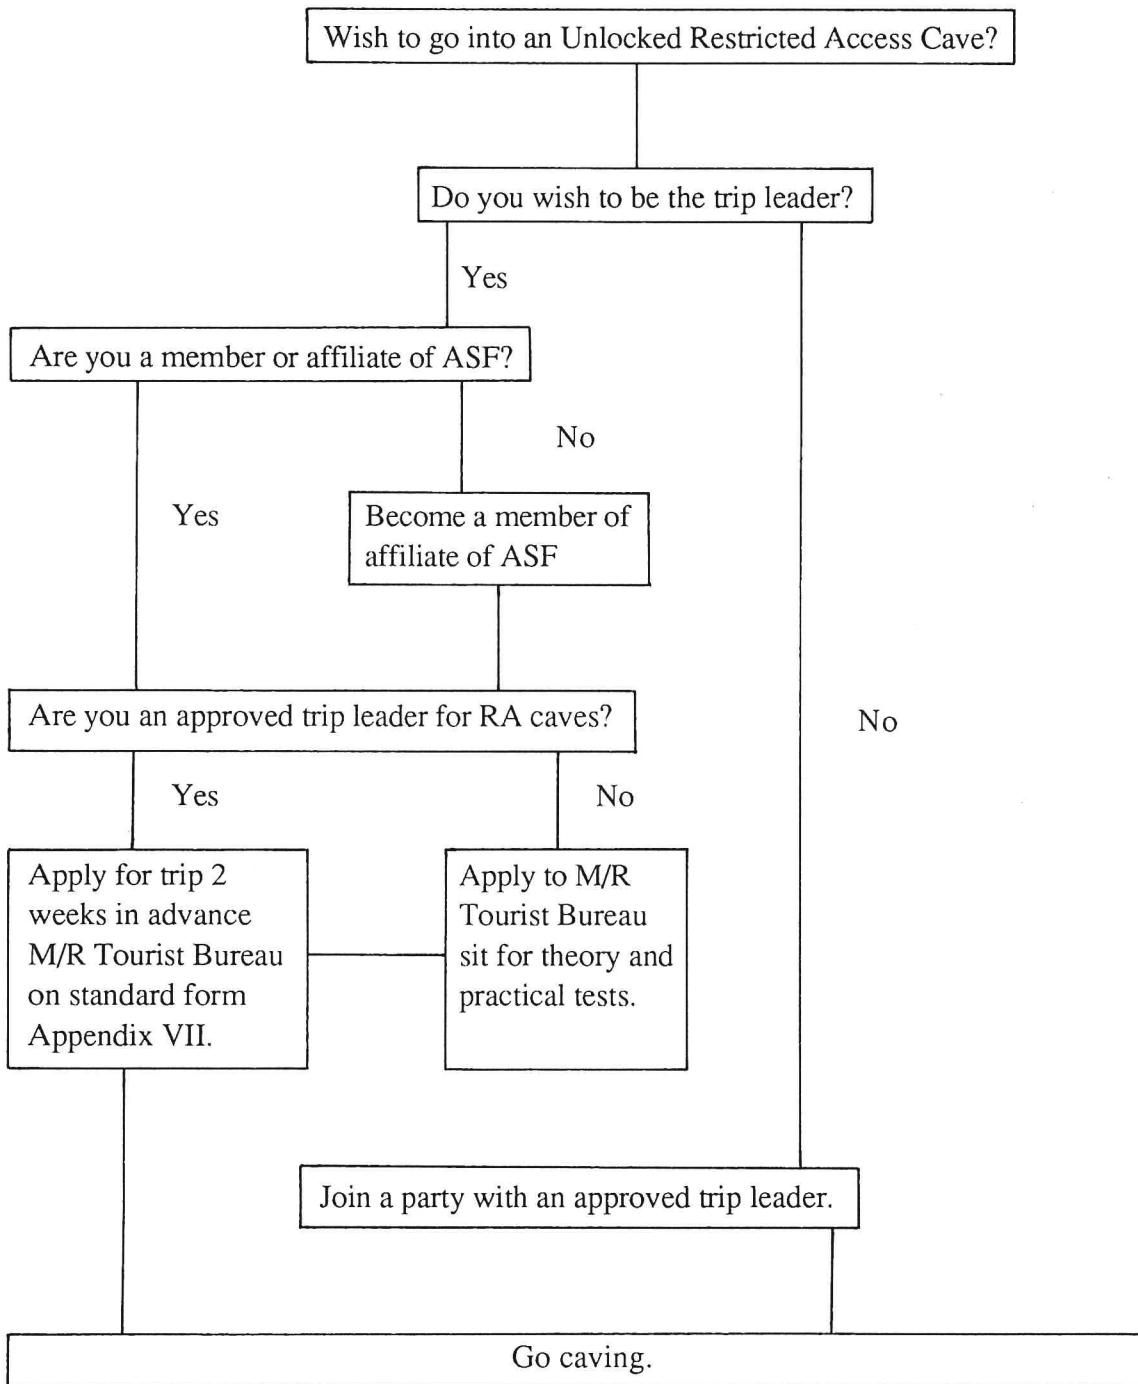 Wish to go into an Unlocked Restricted Access Cave?
Do you wish to be the trip leader?
Yes
Are you a member or affiliate of ASF?
No
Yes
Become a member of
affiliate of ASF
Are you an approved trip leader for RA caves?
No
Yes
No
Apply for trip 2
weeks in advance
M/R Tourist Bureau
on standard form
Appendix VII.
Apply to M/R
Tourist Bureau
sit for theory and
practical tests.
Join a party with an approved trip leader.
Go caving.